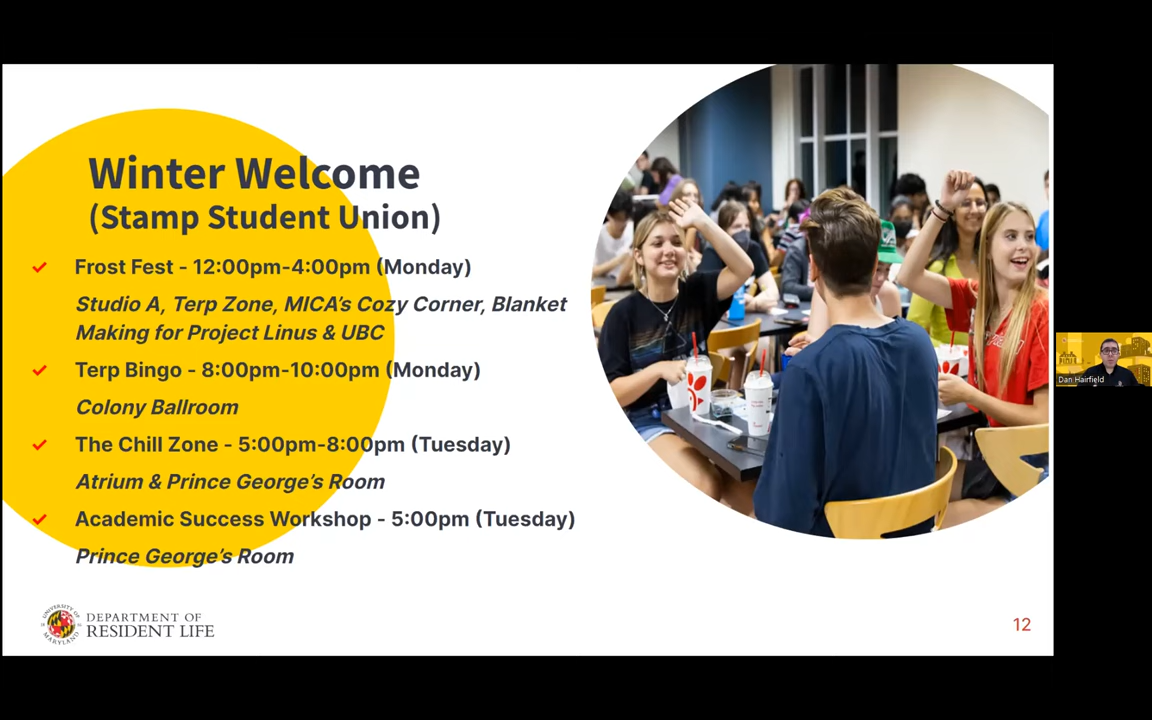 Winter Welcome
(Stamp Student Union)
Frost Fest - 12:00pm-4:00pm (Monday)
Studio A, Terp Zone, MICA's Cozy Corner, Blanket
Making for Project Linus & UBC
Terp Bingo - 8:00pm-10:00pm (Monday)
Colony Ballroom
The Chill Zone - 5:00pm-8:00pm (Tuesday)
Atrium & Prince George's Room
Academic Success Workshop - 5:00pm (Tuesday)
Prince George's Room
UNIVERSITY OF
MARYLAND
DEPARTMENT OF
RESIDENT LIFE
12
Dan Hairfield